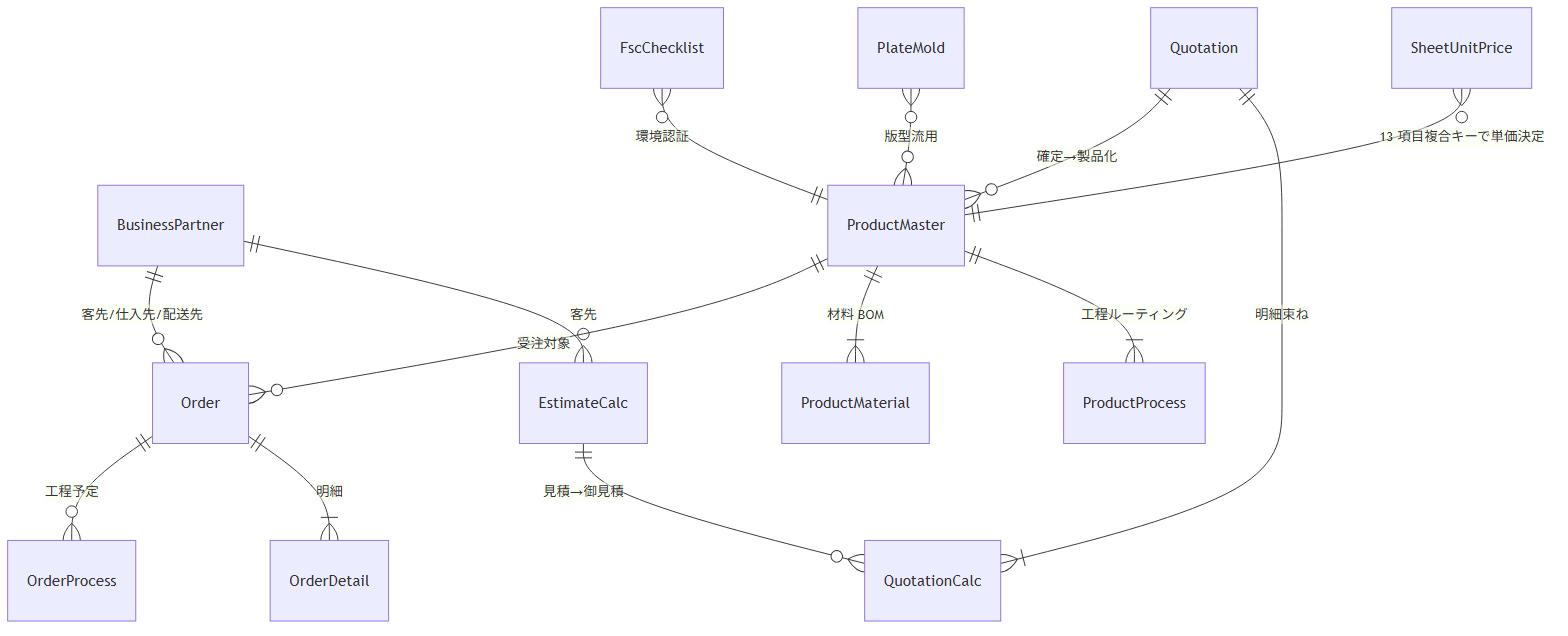 FscChecklist
PlateMold
Quotation
SheetUnitPrice
環境認証
版型流用
13 項目複合キーで単価決定
確定→製品化
BusinessPartner
ProductMaster
客先/仕入先/配送先
客先
材料 BOM
工程ルーティング
明細束ね
受注対象
Order
EstimateCalc
ProductMaterial
ProductProcess
工程予定
明細
見積→御見積
OrderProcess
OrderDetail
QuotationCalc